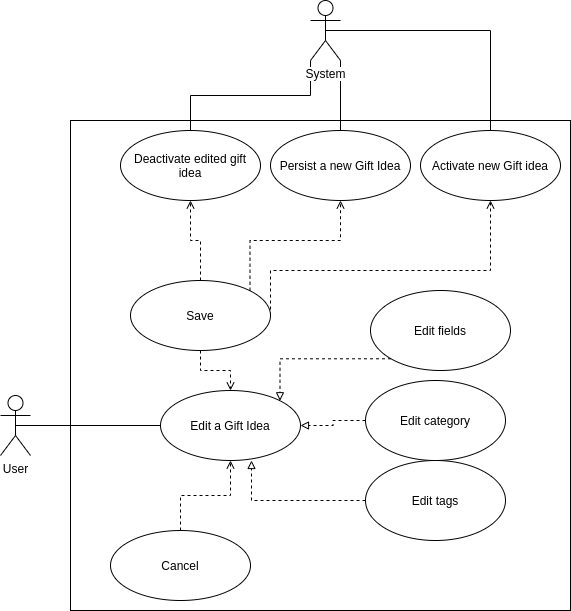 System
Deactivate edited gift
idea
Persist a new Gift Idea
Activate new Gift idea
Save
Edit fields
Edit a Gift Idea
Edit category
User
Edit tags
Cancel